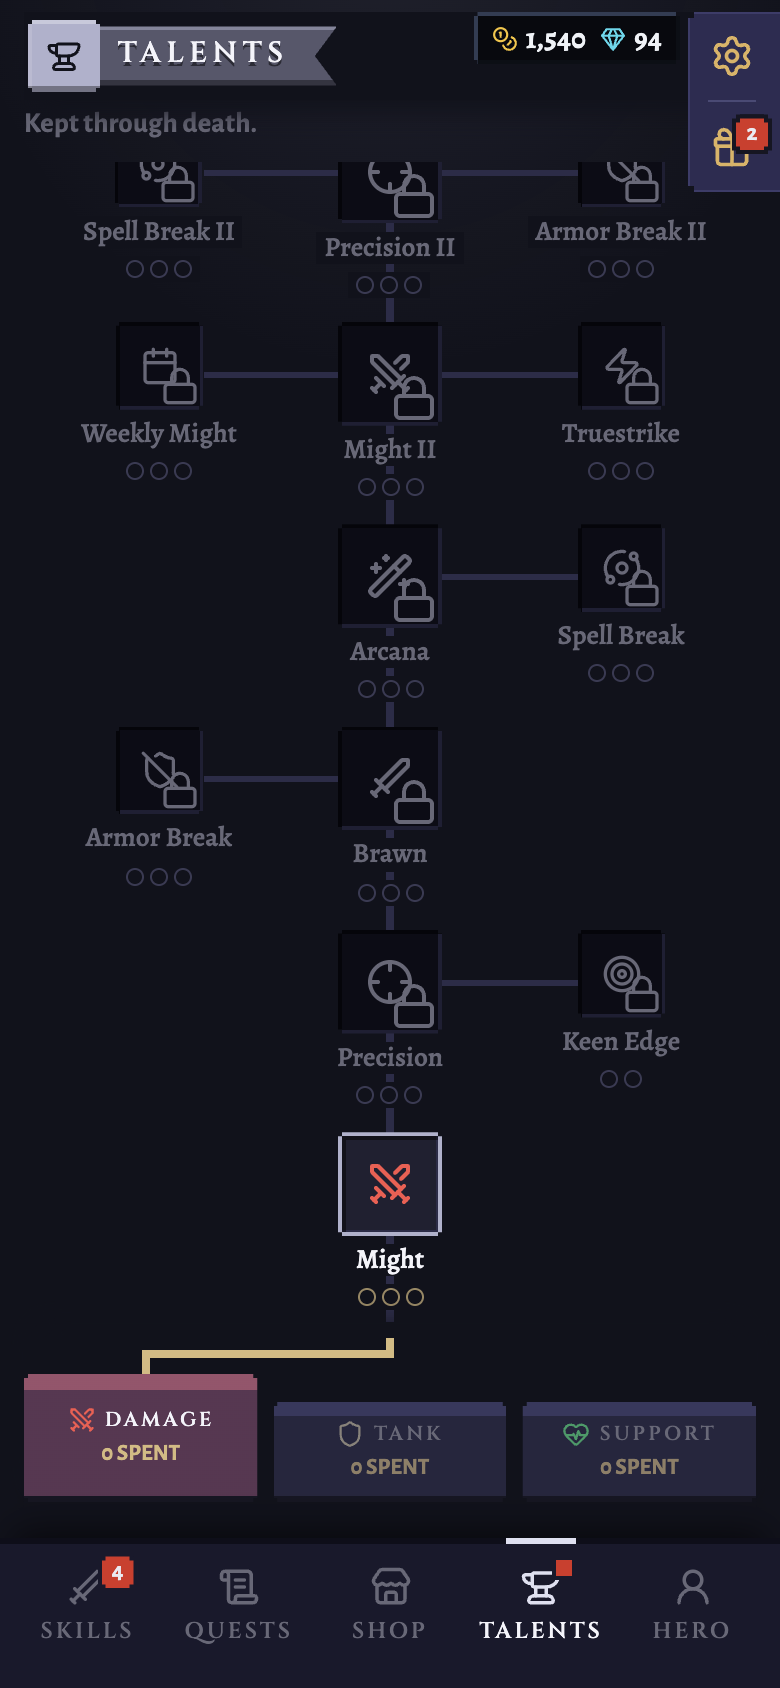 TALENTS
1,540 94
2
Kept through death.
Spell Break II Precision II Armor Break II
Weekly Might Might II Truestrike
Arcana Spell Break
Armor Break Brawn
Precision Keen Edge
Might
DAMAGE TANK SUPPORT
0 SPENT 0 SPENT 0 SPENT
4
SKILLS QUESTS SHOP TALENTS HERO